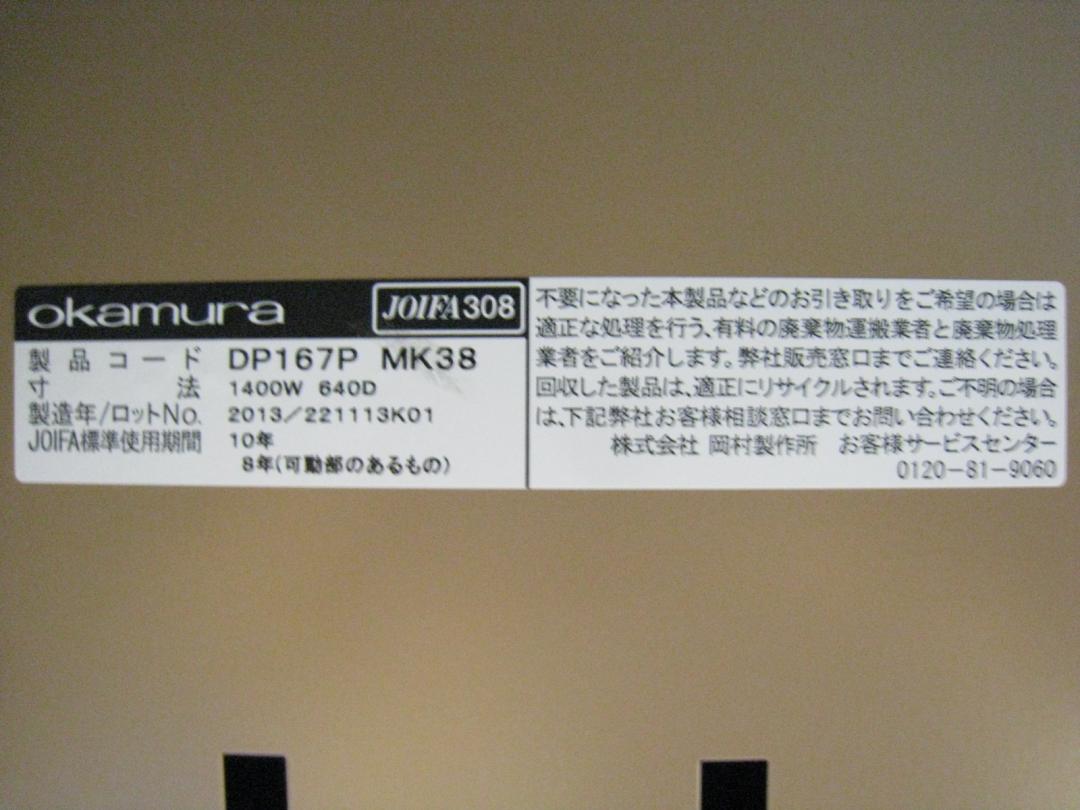 okamura JOIFA308
製品コード DP167P MK38
寸法 1400W 640D
製造年/ロットNo. 2013/221113K01
JOIFA標準使用期間 10年
8年(可動部のあるもの)
不要になった本製品などのお引き取りをご希望の場合は
適正な処理を行う、有料の廃棄物運搬業者と廃棄物処理
業者をご紹介します。弊社販売窓口までご連絡ください。
回収した製品は、適正にリサイクルされます。ご不明の場合
は、下記弊社お客様相談窓口までお問い合わせください。
株式会社 岡村製作所 お客様サービスセンター
0120-81-9060